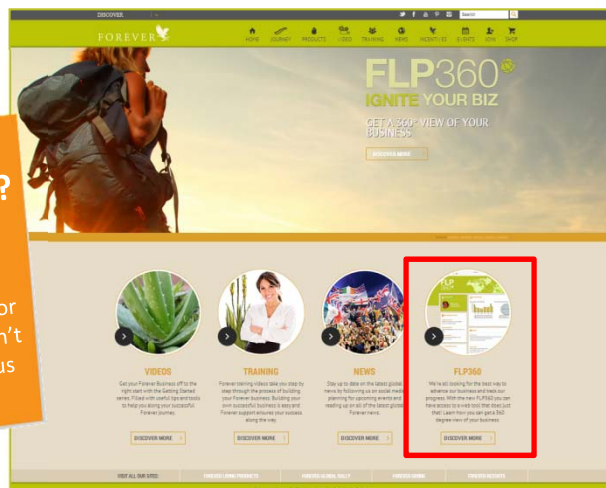 DISCOVER
Search
FOREVER
HOME JOURNEY PRODUCTS VIDEO TRAINING NEWS INCENTIVES EVENTS JOIN SHOP
FLP360
IGNITE YOUR BIZ
GET A 360° VIEW OF YOUR
BUSINESS
DISCOVER MORE
?
or
n't
us
VIDEOS
Get your Forever Business off to the
right start with the Getting Started
series. Filled with useful tips and tools
to help you along your successful
Forever journey.
DISCOVER MORE
TRAINING
Forever training videos take you step by
step through the process of building
your Forever business. Building your
own successful business is easy and
Forever support ensures your success
along the way.
DISCOVER MORE
NEWS
Stay up to date on the latest global
news by following us on social media,
planning for upcoming events and
reading up on all of the latest global
Forever news.
DISCOVER MORE
FLP360
We're all looking for the best way to
advance our business and track our
progress. With the new FLP360 you can
have access to a web tool that does just
that! Learn how you can get a 360
degree view of your business.
DISCOVER MORE
VISIT ALL OUR SITES:
FOREVER LIVING PRODUCTS
FOREVER GLOBAL RALLY
FOREVER GIVING
FOREVER RESORTS